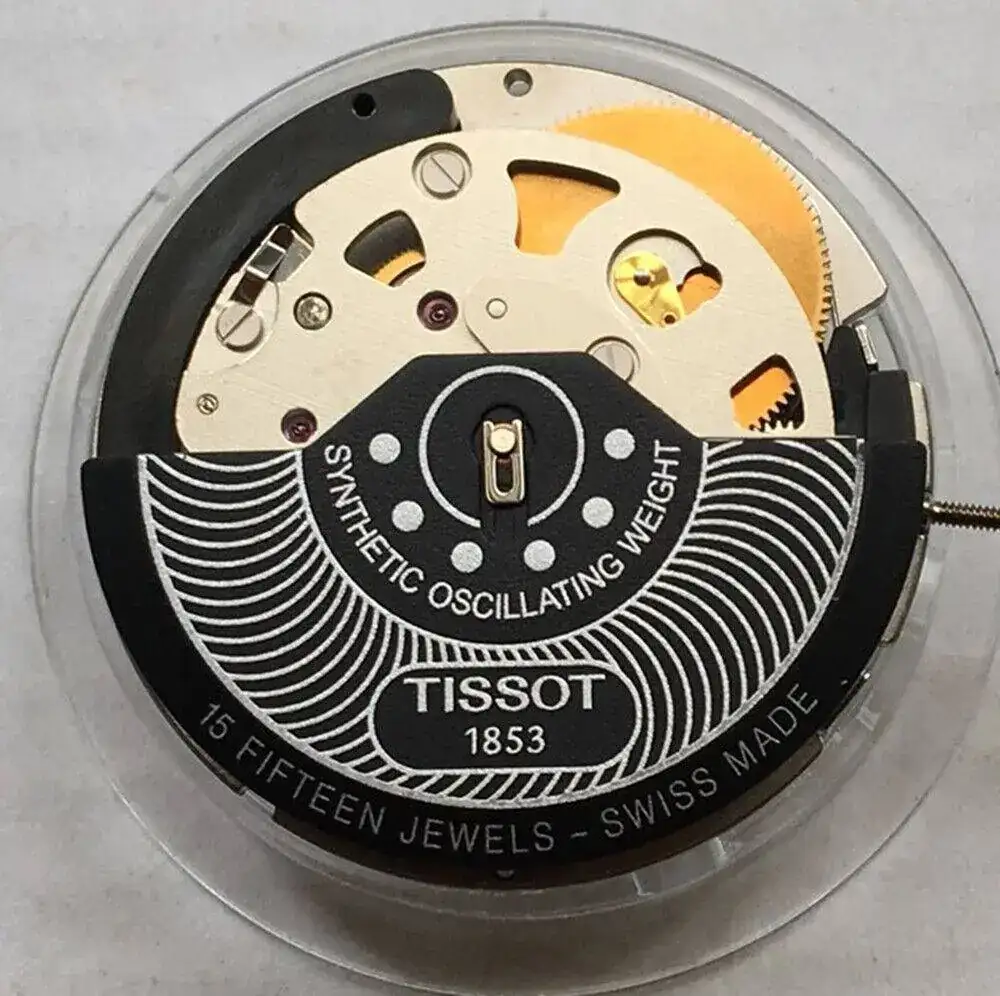 SYNTHETIC OSCILLATING WEIGHT
TISSOT
1853
15 FIFTEEN JEWELS - SWISS MADE